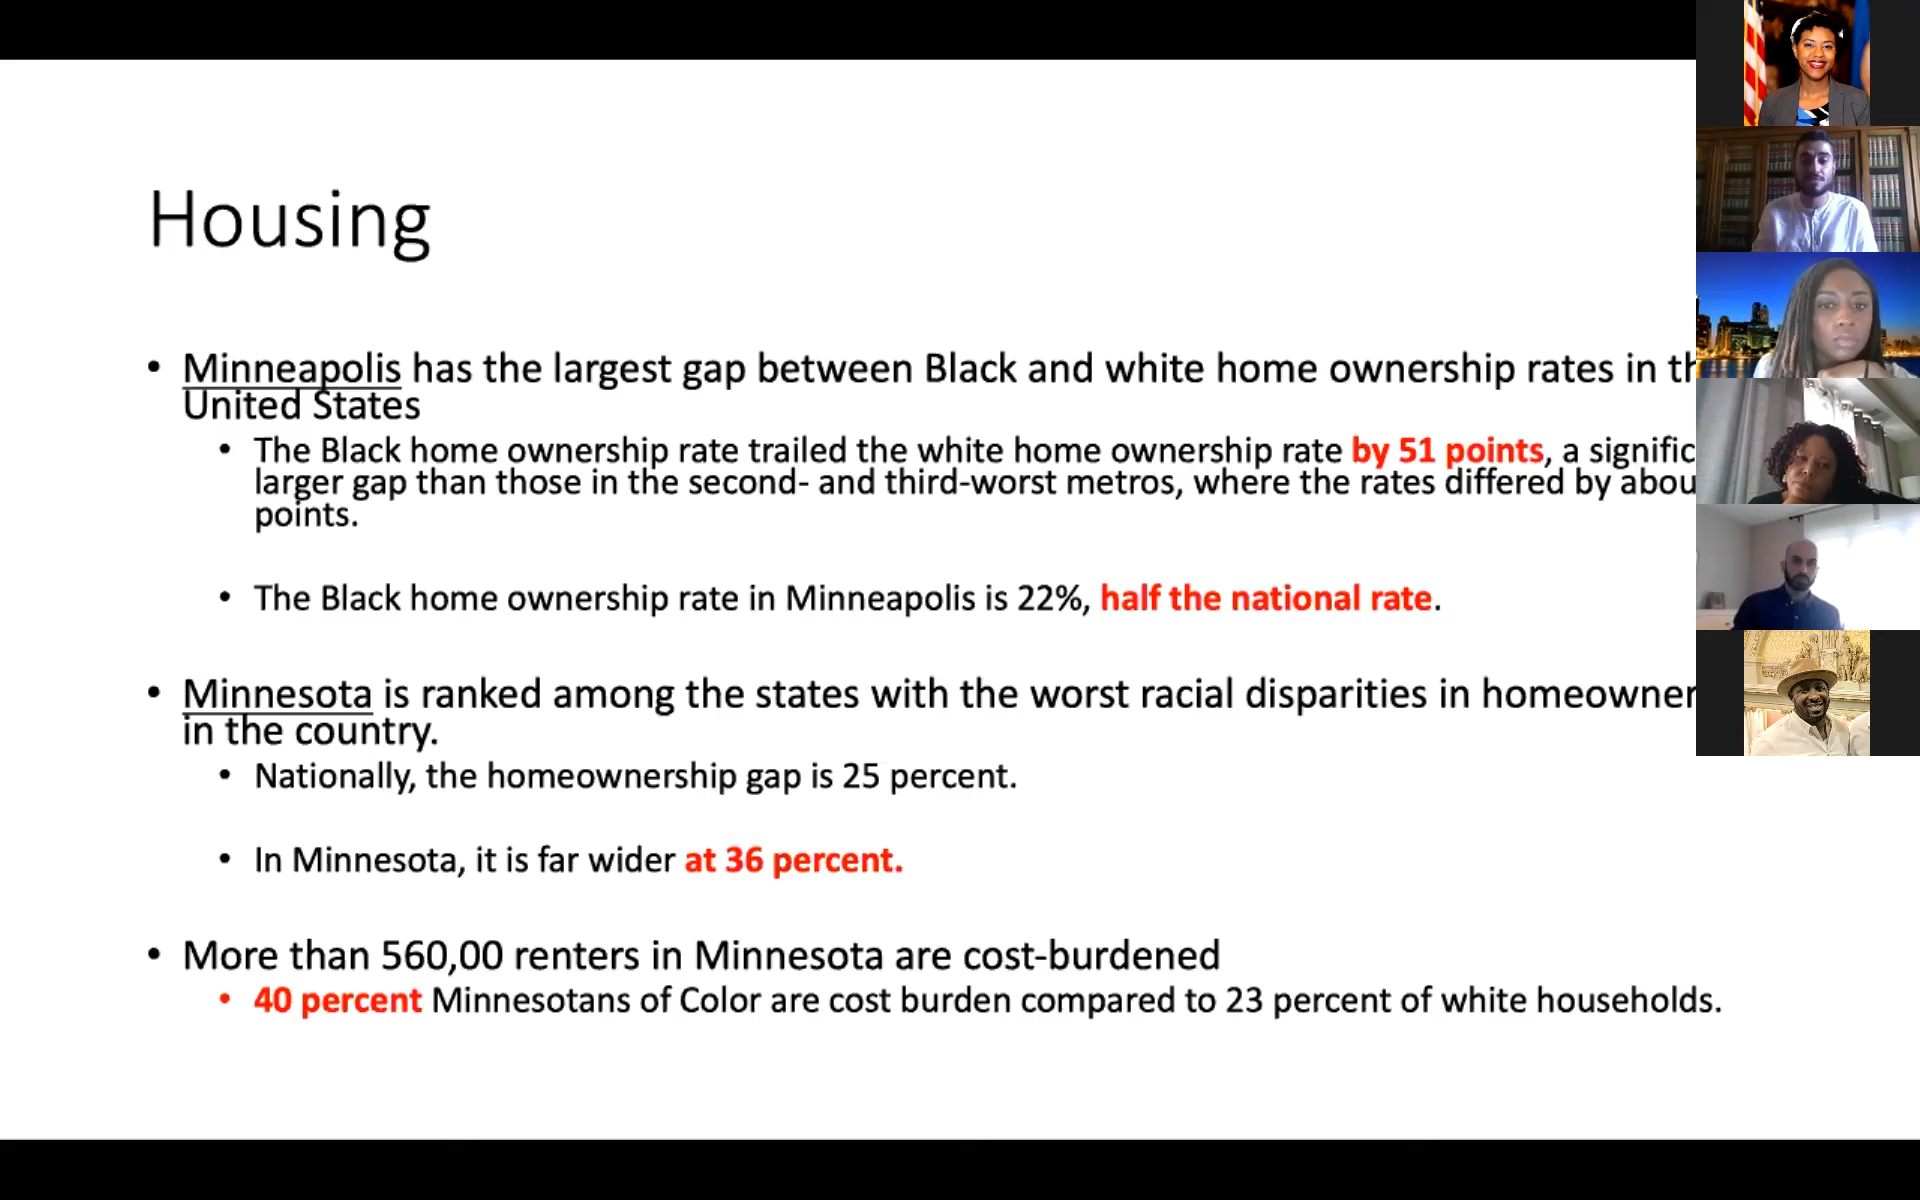 Housing
• Minneapolis has the largest gap between Black and white home ownership rates in th
United States
• The Black home ownership rate trailed the white home ownership rate by 51 points, a signific
larger gap than those in the second- and third-worst metros, where the rates differed by abou
points.
• The Black home ownership rate in Minneapolis is 22%, half the national rate.
• Minnesota is ranked among the states with the worst racial disparities in homeowner
in the country.
• Nationally, the homeownership gap is 25 percent.
• In Minnesota, it is far wider at 36 percent.
• More than 560,00 renters in Minnesota are cost-burdened
• 40 percent Minnesotans of Color are cost burden compared to 23 percent of white households.